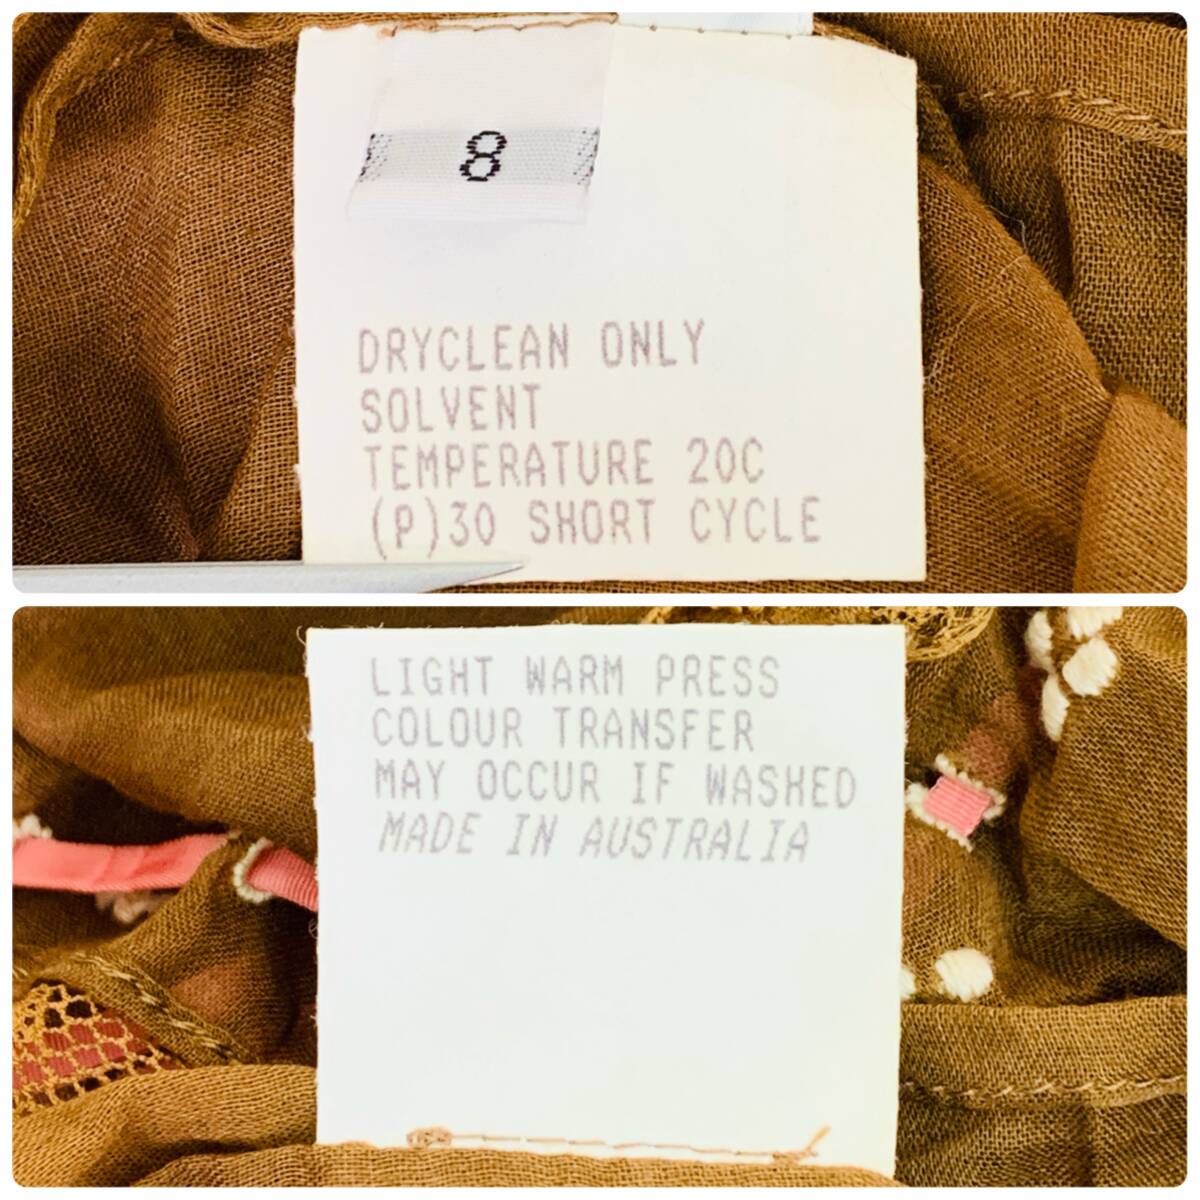 8
DRYCLEAN ONLY
SOLVENT
TEMPERATURE 20C
(P)30 SHORT CYCLE
LIGHT WARM PRESS
COLOUR TRANSFER
MAY OCCUR IF WASHED
MADE IN AUSTRALIA